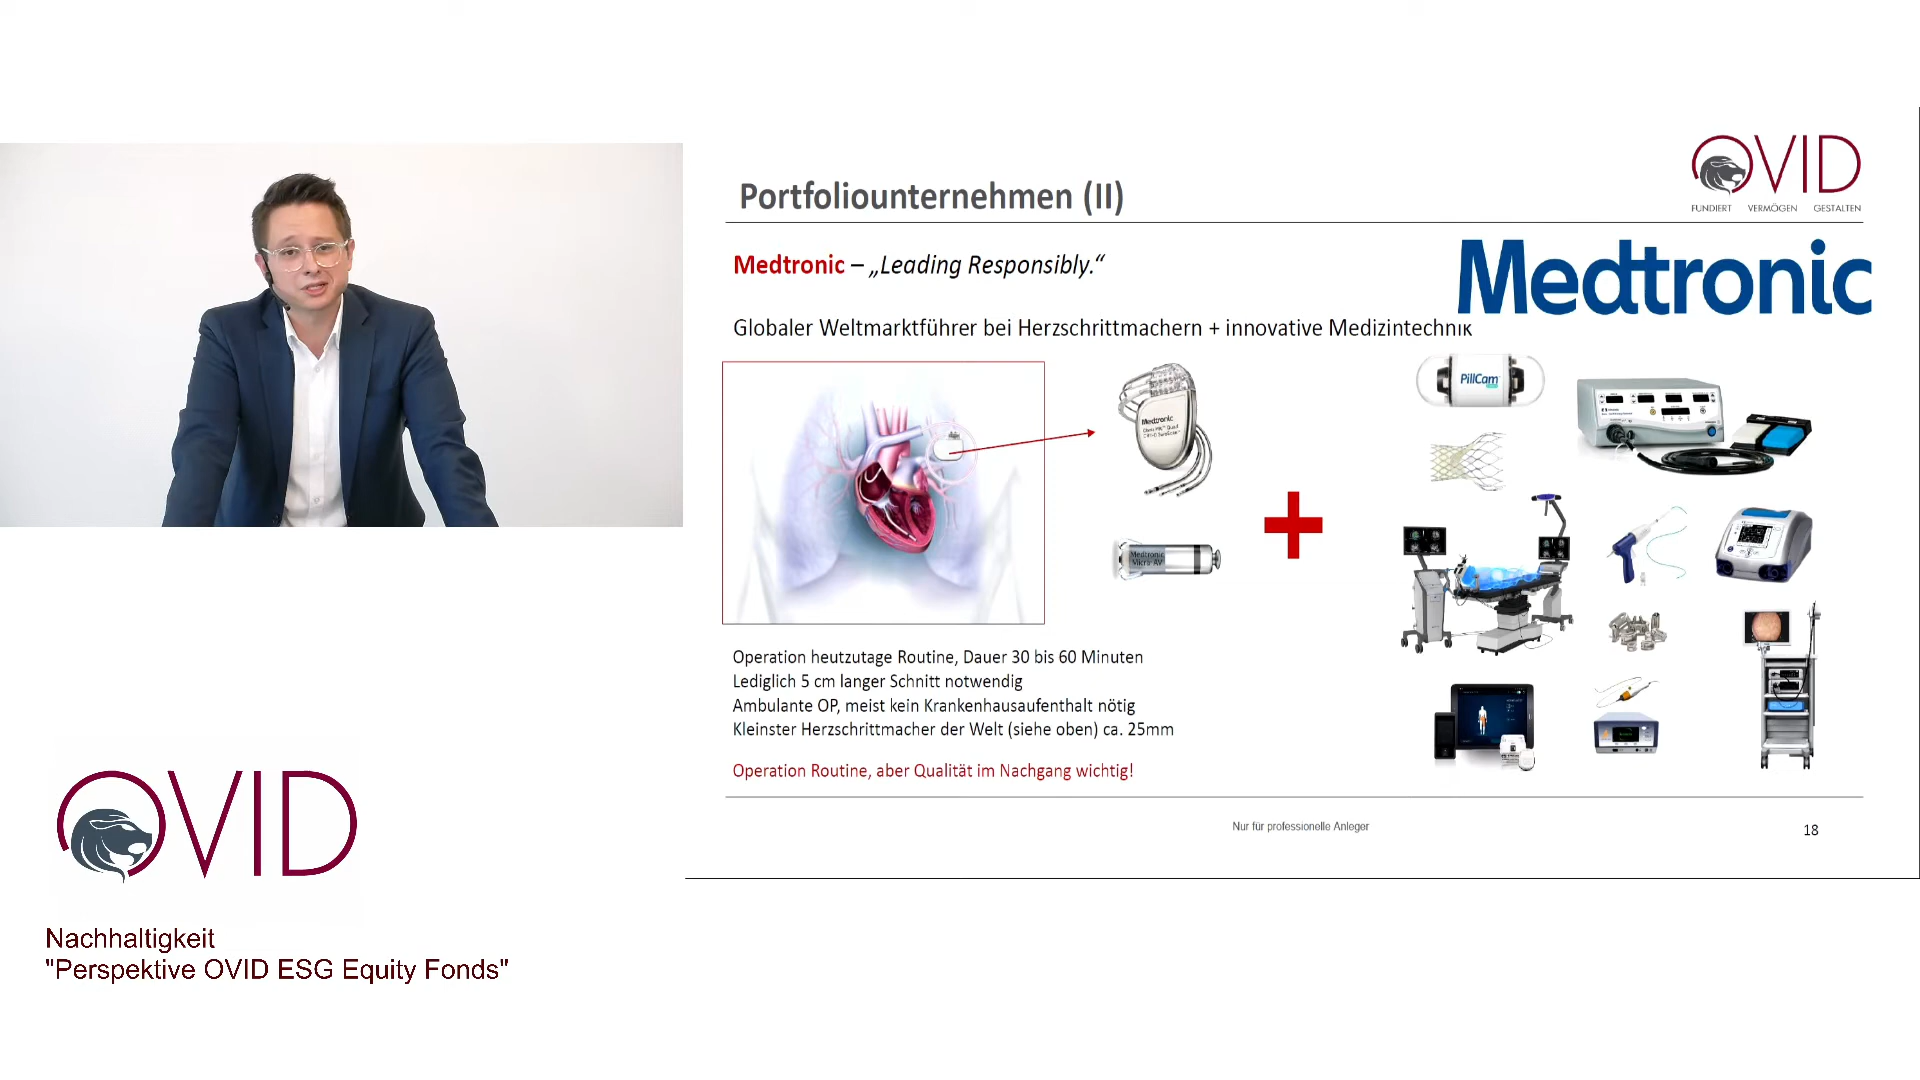 OVID
FUNDIERT VERMÖGEN GESTALTEN
Portfoliounternehmen (II)
Medtronic – „Leading Responsibly.“
Medtronic
Globaler Weltmarktführer bei Herzschrittmachern + innovative Medizintechnik
PillCam
Medtronic
Medtronic
Micra AV
Operation heutzutage Routine, Dauer 30 bis 60 Minuten
Lediglich 5 cm langer Schnitt notwendig
Ambulante OP, meist kein Krankenhausaufenthalt nötig
Kleinster Herzschrittmacher der Welt (siehe oben) ca. 25mm
Operation Routine, aber Qualität im Nachgang wichtig!
Nur für professionelle Anleger
18
OVID
Nachhaltigkeit
"Perspektive OVID ESG Equity Fonds"